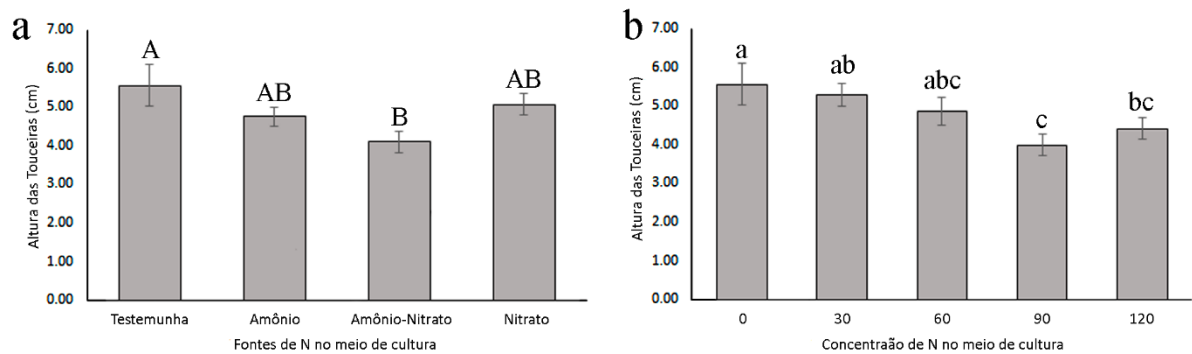 a
Altura das Touceiras (cm)
7.00
6.00
5.00
4.00
3.00
2.00
1.00
0.00
A
AB
B
AB
Testemunha Amônio Amônio-Nitrato Nitrato
Fontes de N no meio de cultura
b
Altura das Touceiras (cm)
7.00
6.00
5.00
4.00
3.00
2.00
1.00
0.00
a
ab
abc
c
bc
0 30 60 90 120
Concentraão de N no meio de cultura